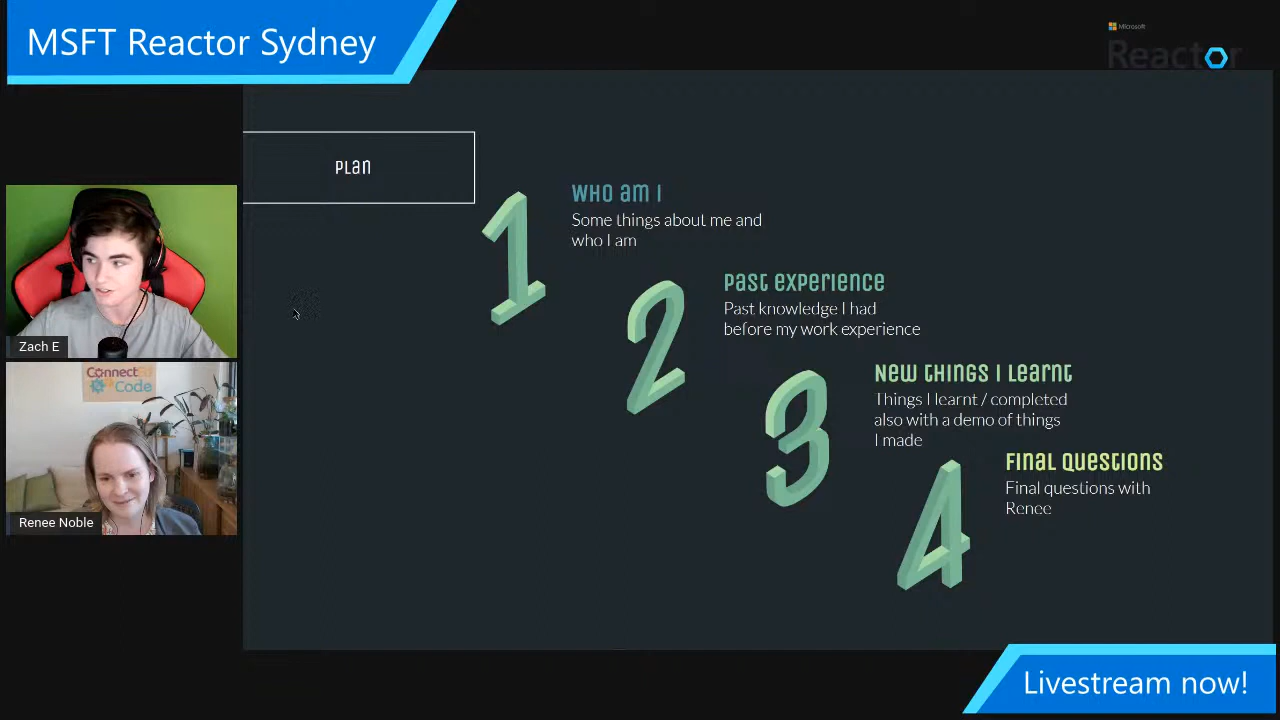 MSFT Reactor Sydney
Microsoft
Reactor
Plan
1
Who am I
Some things about me and
who I am
2
Past experience
Past knowledge I had
before my work experience
3
New things I learnt
Things I learnt / completed
also with a demo of things
I made
4
Final Questions
Final questions with
Renee
Zach E
ConnectEd
Code
Renee Noble
Livestream now!